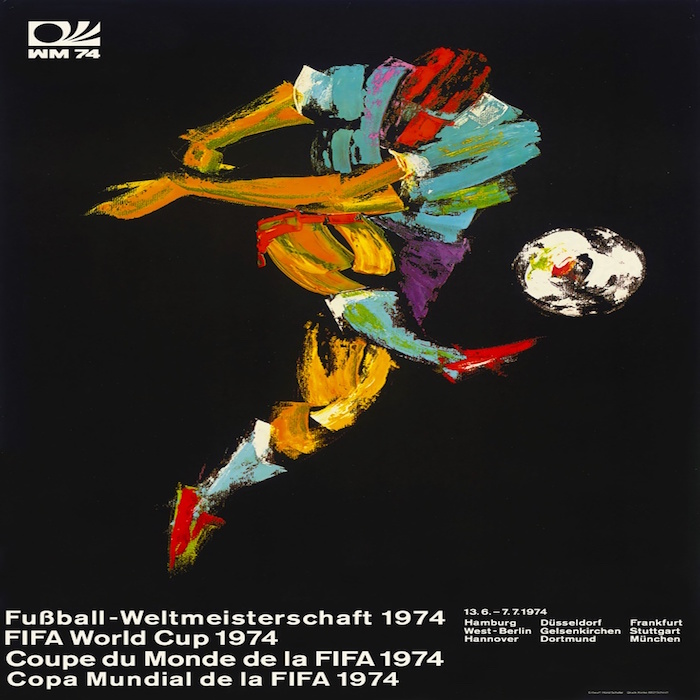 WM 74
Fußball-Weltmeisterschaft 1974
FIFA World Cup 1974
Coupe du Monde de la FIFA 1974
Copa Mundial de la FIFA 1974
13.6.–7.7.1974
Hamburg Düsseldorf Frankfurt
West-Berlin Gelsenkirchen Stuttgart
Hannover Dortmund München